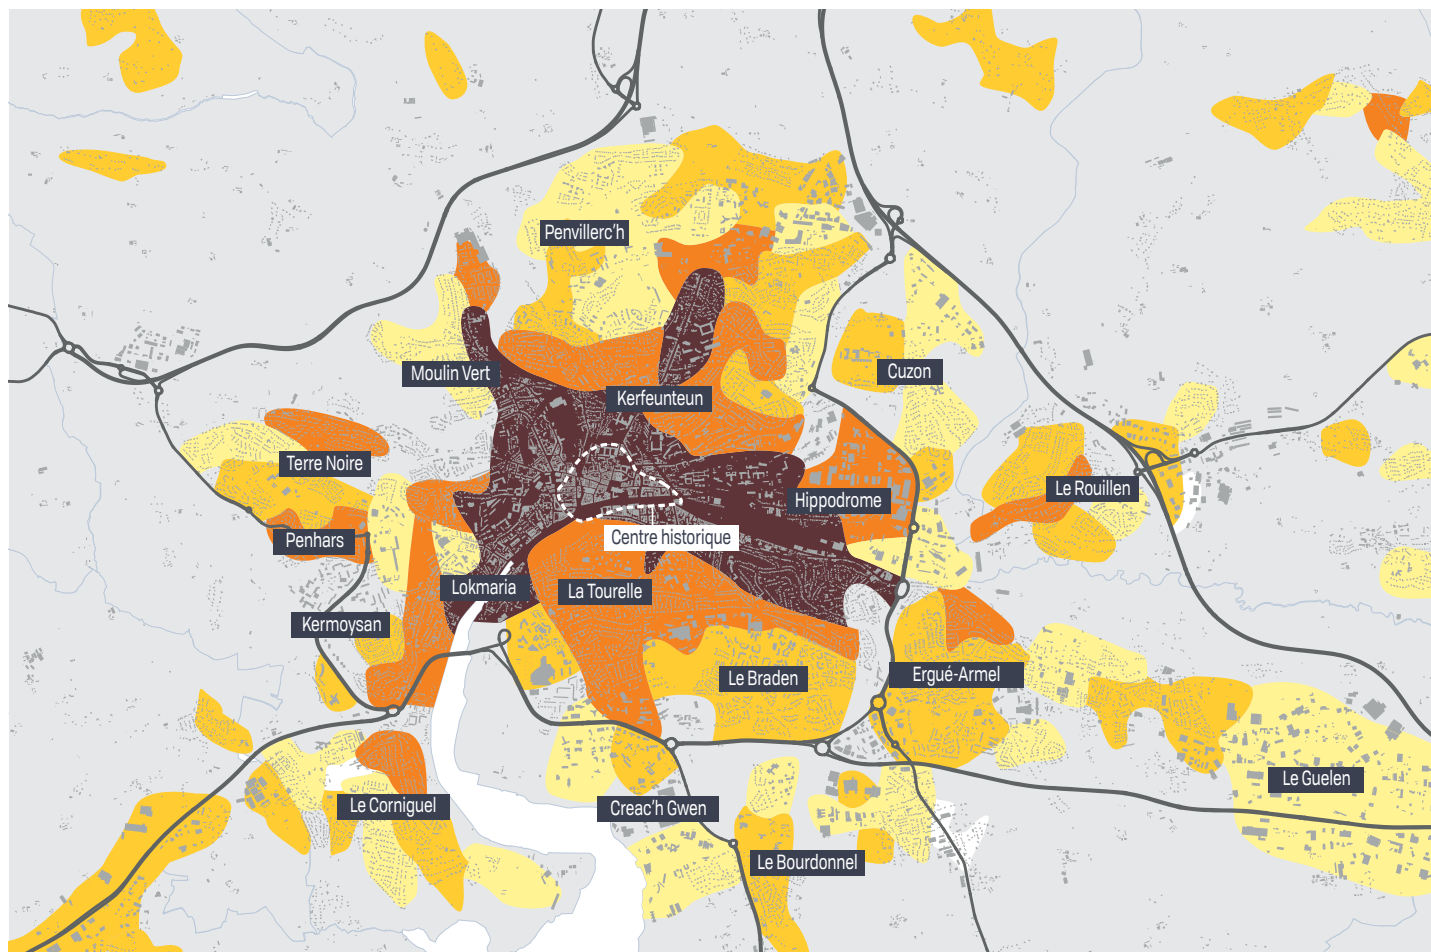 Penvillerc'h
Moulin Vert
Cuzon
Kerfeunteun
Terre Noire
Le Rouillen
Hippodrome
Penhars
Centre historique
Lokmaria
La Tourelle
Kermoysan
Le Braden
Ergué-Armel
Le Guelen
Le Corniguel
Creac'h Gwen
Le Bourdonnel